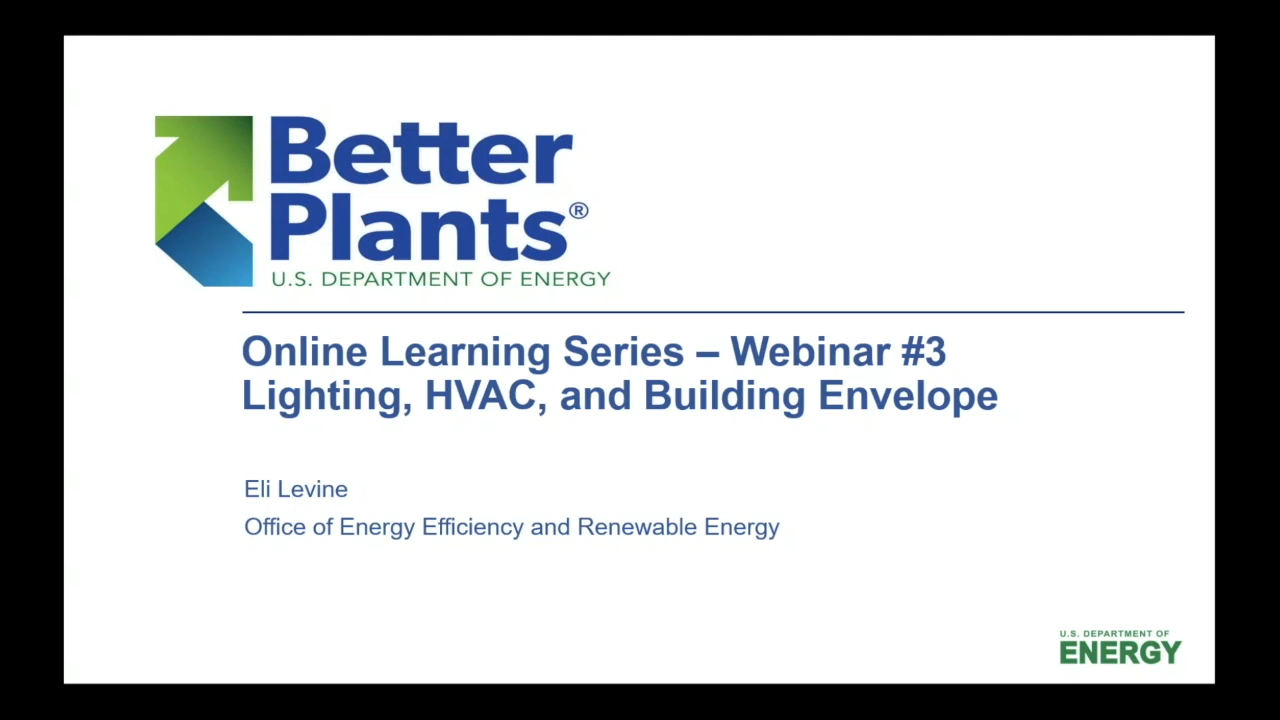 Better
Plants®
U.S. DEPARTMENT OF ENERGY
Online Learning Series – Webinar #3
Lighting, HVAC, and Building Envelope
Eli Levine
Office of Energy Efficiency and Renewable Energy
U.S. DEPARTMENT OF
ENERGY